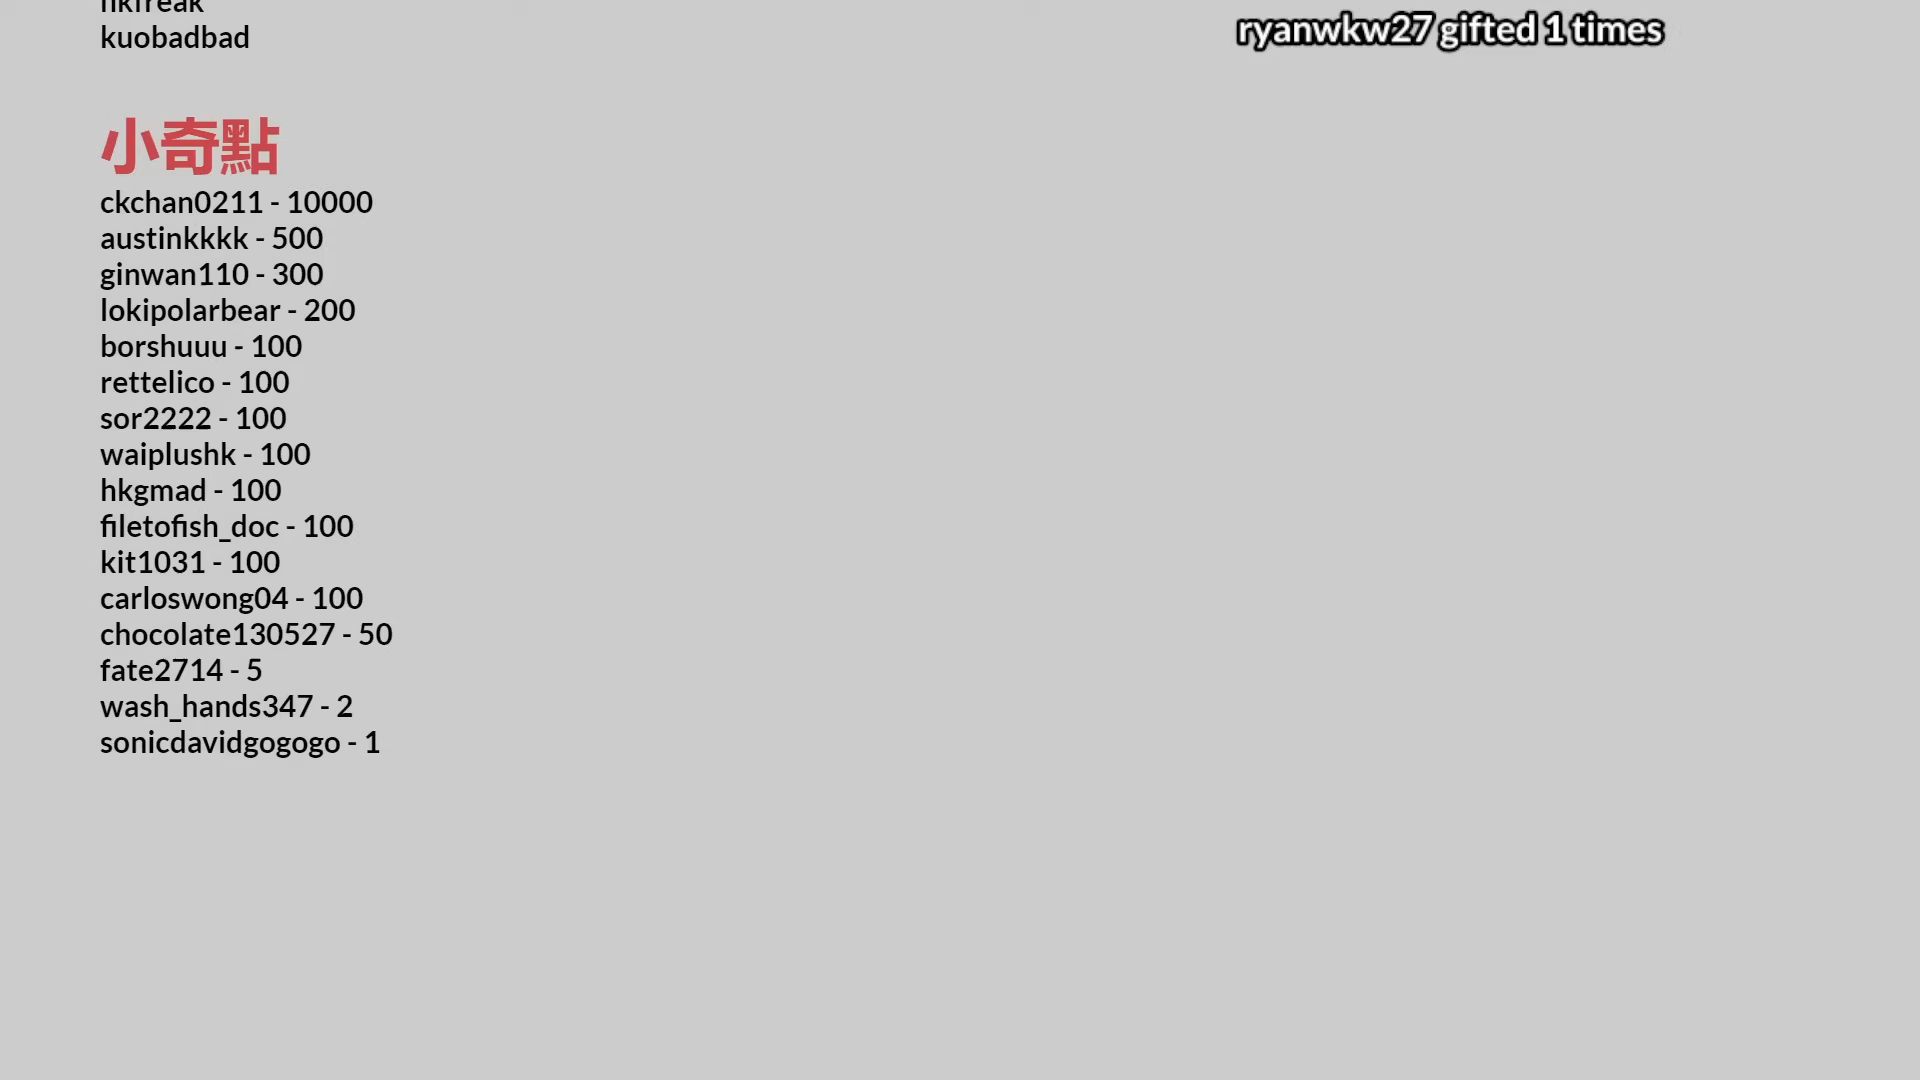 hkfreak
kuobadbad
ryanwkw27 gifted 1 times
小奇點
ckchan0211 - 10000
austinkkkk - 500
ginwan110 - 300
lokipolarbear - 200
borshuuu - 100
rettelico - 100
sor2222 - 100
waiplushk - 100
hkgmad - 100
filetofish_doc - 100
kit1031 - 100
carloswong04 - 100
chocolate130527 - 50
fate2714 - 5
wash_hands347 - 2
sonicdavidgogogo - 1